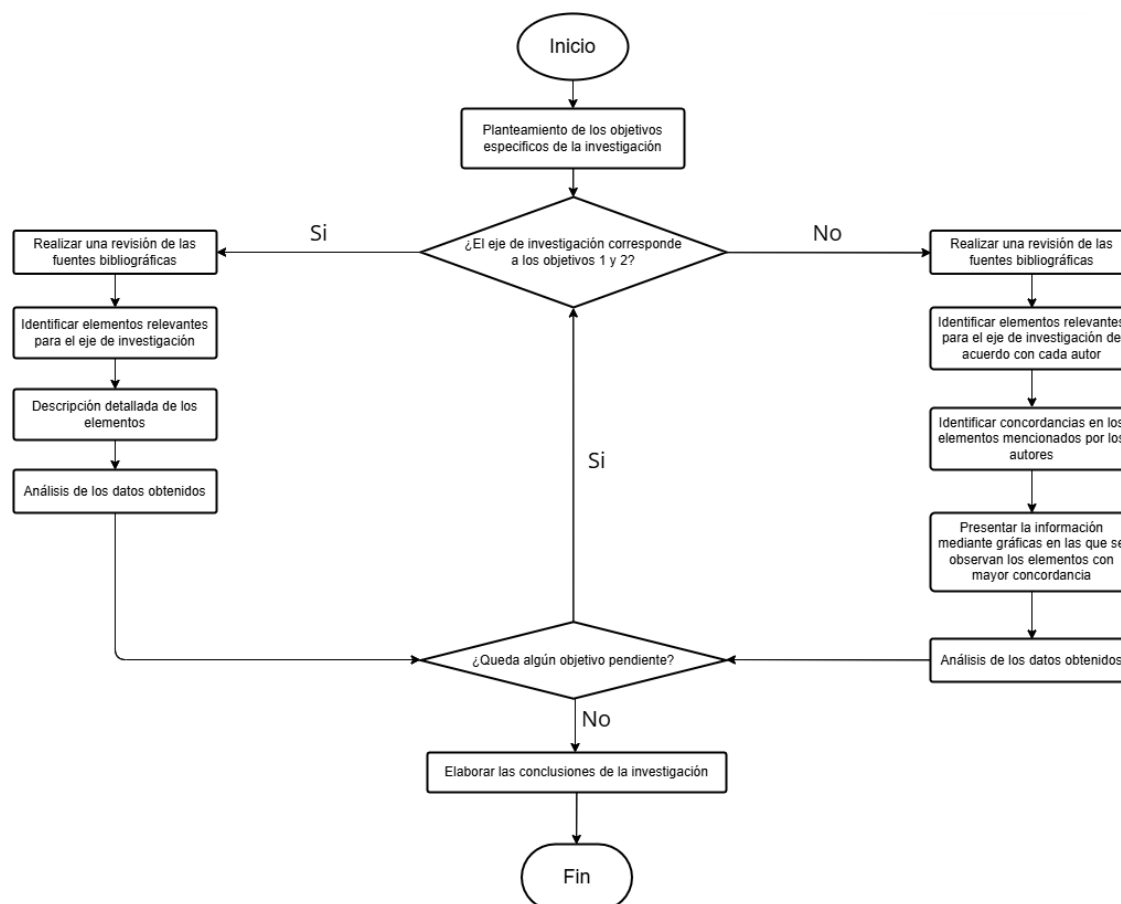 Inicio
Planteamiento de los objetivos
especificos de la investigación
¿El eje de investigación corresponde
a los objetivos 1 y 2?
Si
No
Realizar una revisión de las
fuentes bibliográficas
Identificar elementos relevantes
para el eje de investigación
Descripción detallada de los
elementos
Análisis de los datos obtenidos
Realizar una revisión de las
fuentes bibliográficas
Identificar elementos relevantes
para el eje de investigación de
acuerdo con cada autor
Identificar concordancias en los
elementos mencionados por los
autores
Presentar la información
mediante gráficas en las que se
observan los elementos con
mayor concordancia
Análisis de los datos obtenidos
Si
¿Queda algún objetivo pendiente?
No
Elaborar las conclusiones de la investigación
Fin